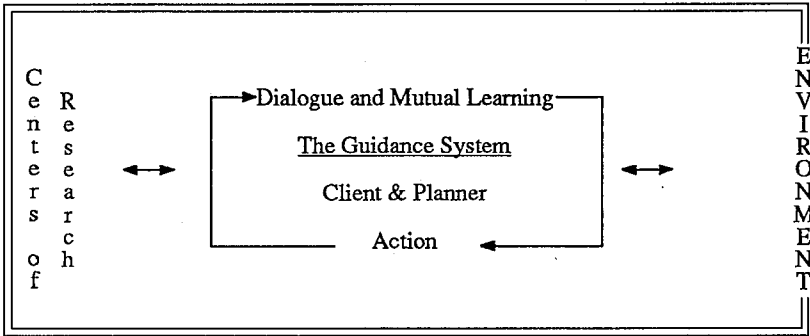 Centers of
Research
Dialogue and Mutual Learning
The Guidance System
Client & Planner
Action
ENVIRONMENT